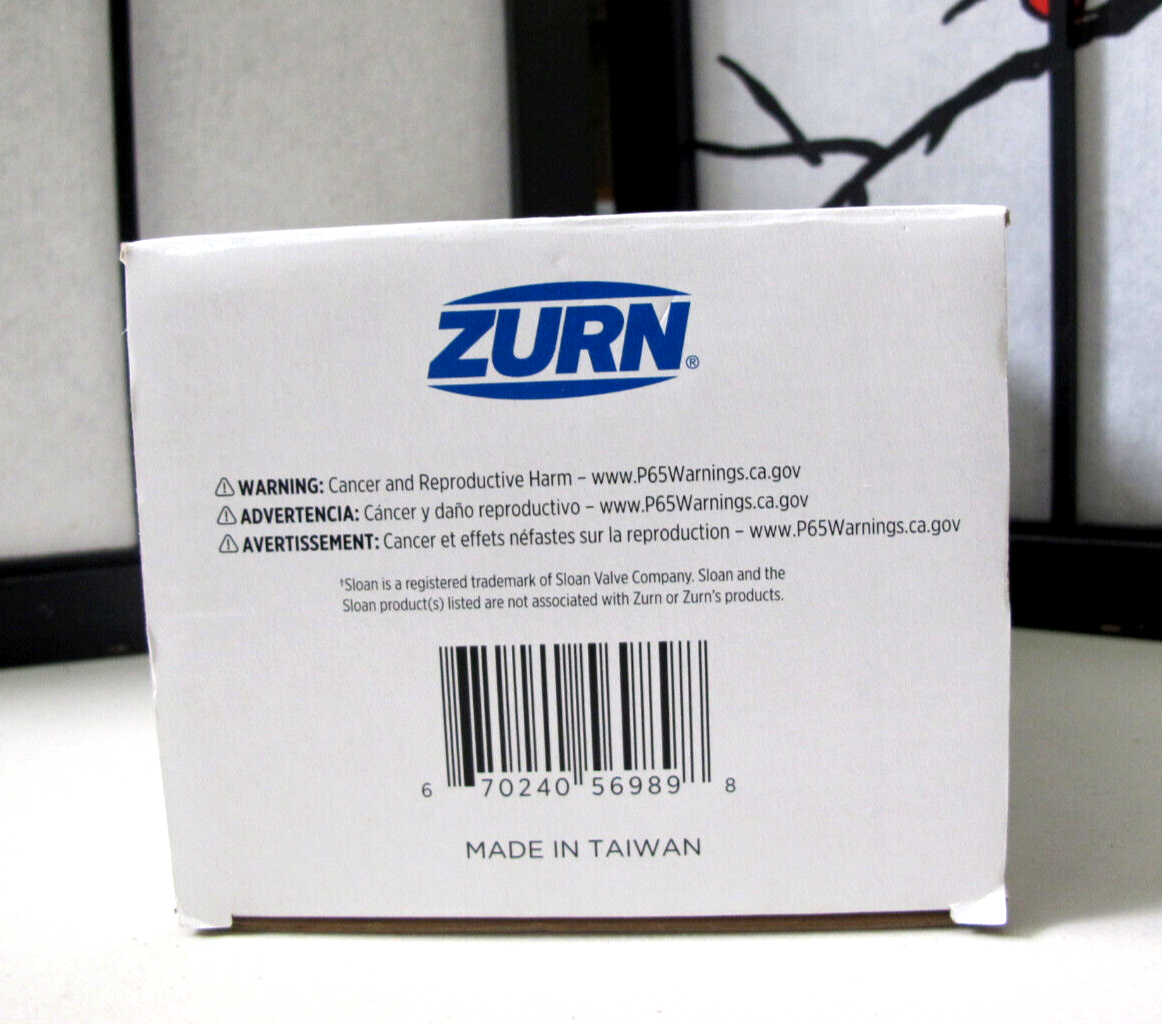 ZURN®
⚠ WARNING: Cancer and Reproductive Harm – www.P65Warnings.ca.gov
⚠ ADVERTENCIA: Cáncer y daño reproductivo – www.P65Warnings.ca.gov
⚠ AVERTISSEMENT: Cancer et effets néfastes sur la reproduction – www.P65Warnings.ca.gov
†Sloan is a registered trademark of Sloan Valve Company. Sloan and the
Sloan product(s) listed are not associated with Zurn or Zurn's products.
6 70240 56989 8
MADE IN TAIWAN